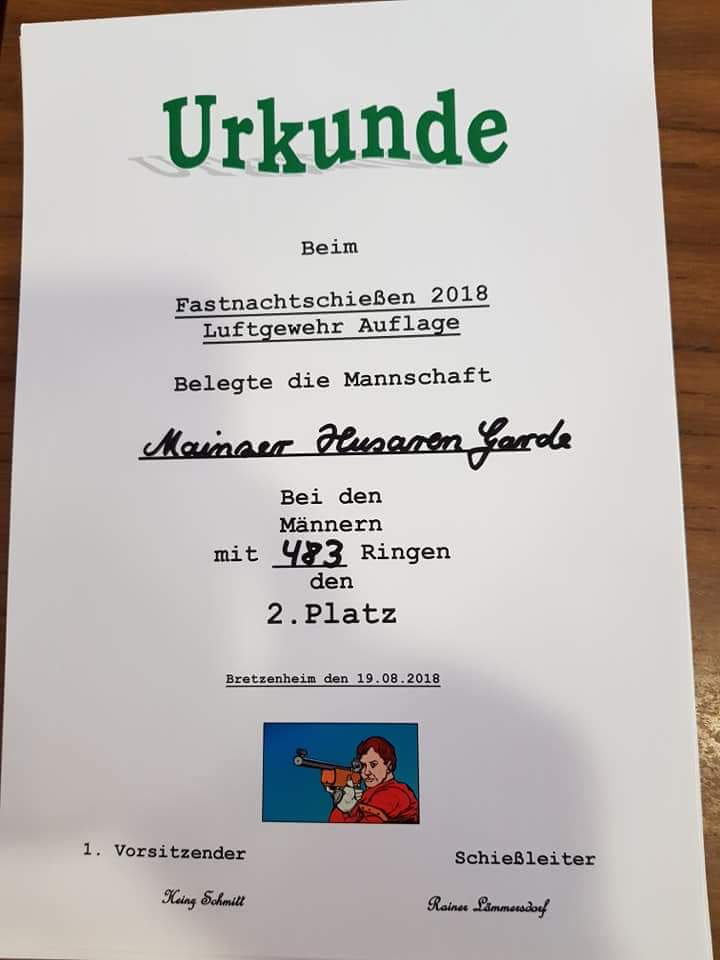 Urkunde
Beim
Fastnachtschießen 2018
Luftgewehr Auflage
Belegte die Mannschaft
Mainzer Husaren Garde
Bei den
Männern
mit 483 Ringen
den
2.Platz
Bretzenheim den 19.08.2018
1. Vorsitzender
Schießleiter
Heinz Schmitt
Rainer Lämmersdorf